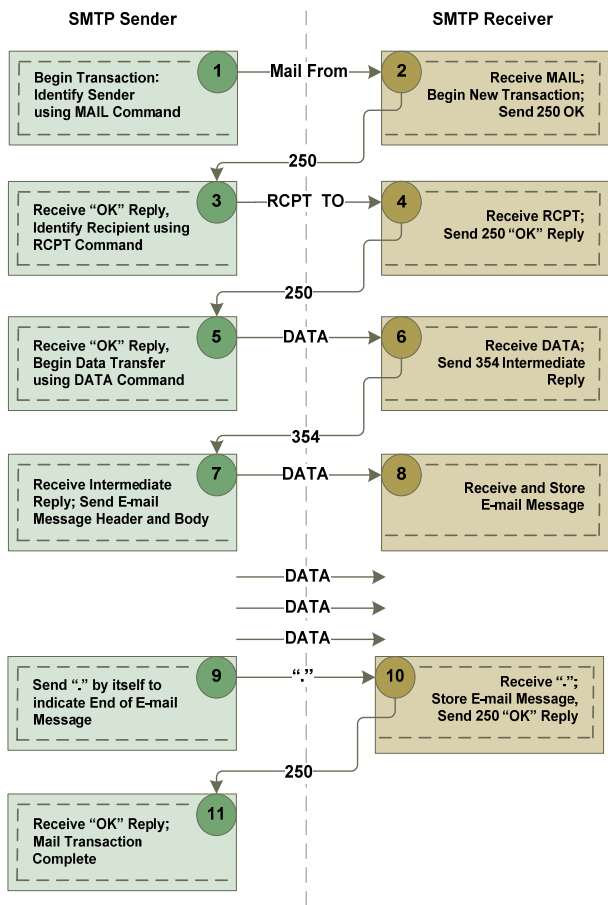 SMTP Sender
SMTP Receiver
1
Begin Transaction:
Identify Sender
using MAIL Command
Mail From
2
Receive MAIL;
Begin New Transaction;
Send 250 OK
250
3
Receive “OK” Reply,
Identify Recipient using
RCPT Command
RCPT TO
4
Receive RCPT;
Send 250 “OK” Reply
250
5
Receive “OK” Reply,
Begin Data Transfer
using DATA Command
DATA
6
Receive DATA;
Send 354 Intermediate
Reply
354
7
Receive Intermediate
Reply; Send E-mail
Message Header and Body
DATA
8
Receive and Store
E-mail Message
DATA
DATA
DATA
9
Send “.” by itself to
indicate End of E-mail
Message
“.”
10
Receive “.”;
Store E-mail Message,
Send 250 “OK” Reply
250
11
Receive “OK” Reply;
Mail Transaction
Complete